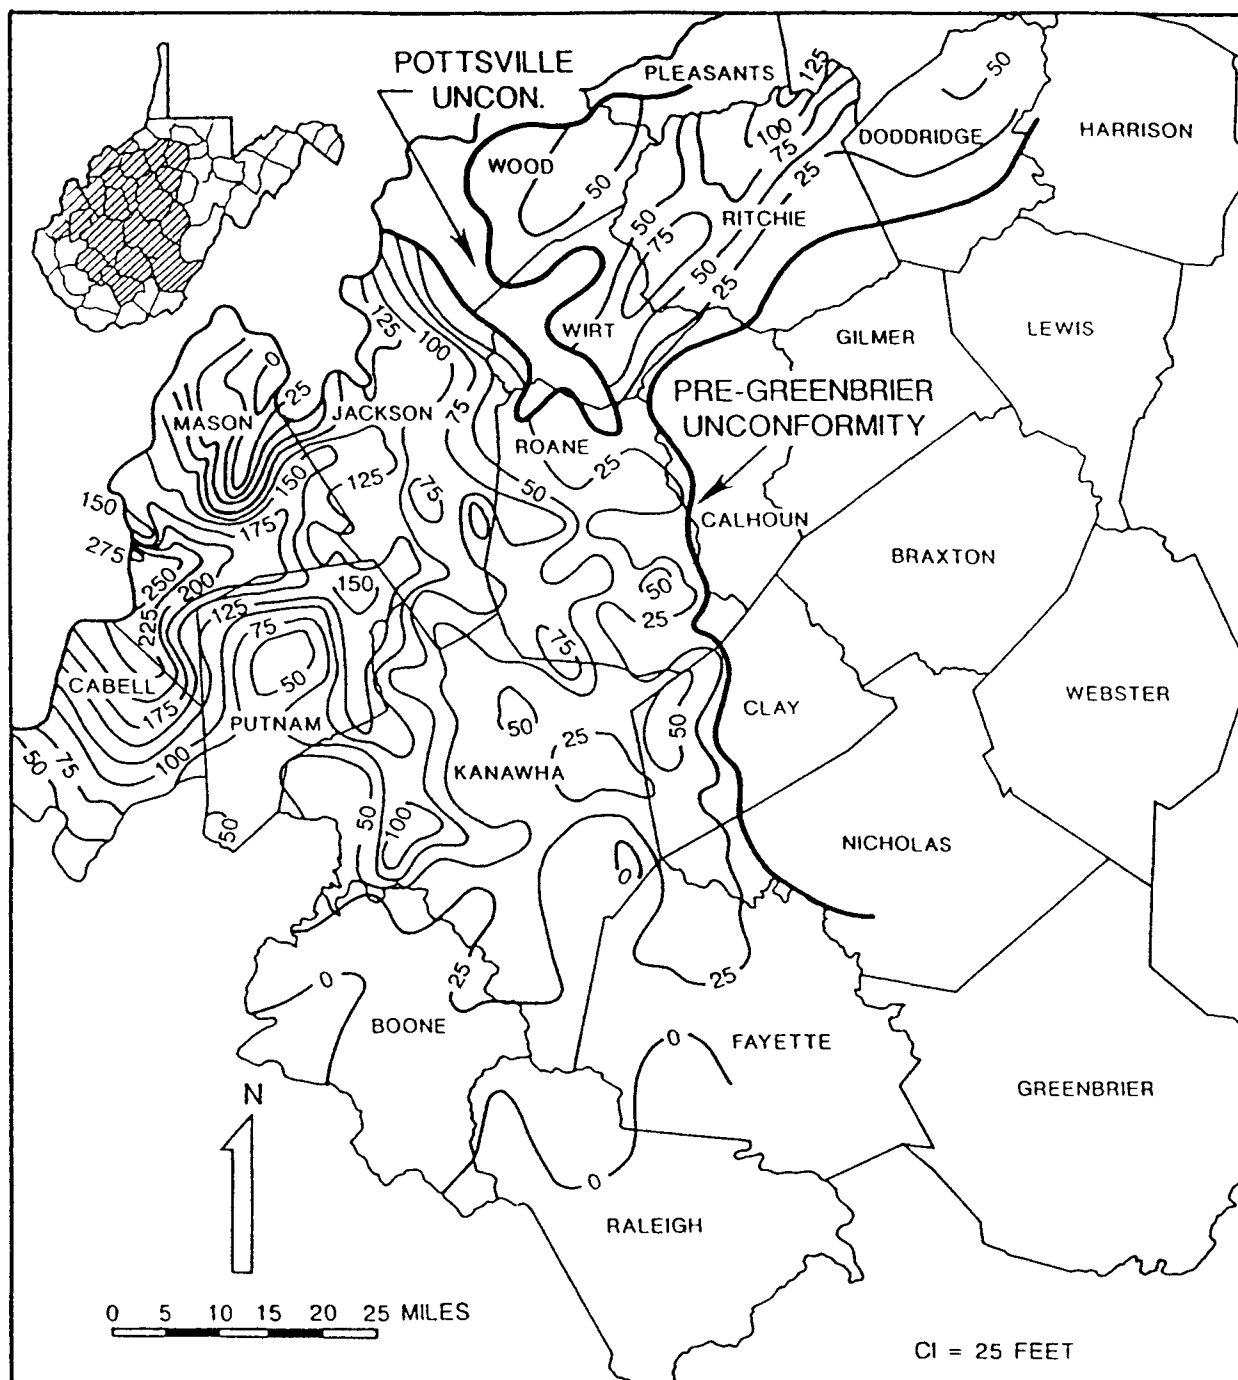 POTTSVILLE
UNCON.
PLEASANTS
125
50
WOOD
100
DODDRIDGE
HARRISON
75
50
25
50
RITCHIE
75
50
25
WIRT
GILMER
LEWIS
125
100
0
25
MASON
JACKSON
75
PRE-GREENBRIER
UNCONFORMITY
ROANE
25
150
125
75
50
150
175
CALHOUN
275
BRAXTON
250
200
150
50
225
125
25
75
75
CABELL
50
175
PUTNAM
50
50
CLAY
WEBSTER
25
100
75
50
KANAWHA
50
100
50
0
NICHOLAS
25
25
0
BOONE
0
FAYETTE
GREENBRIER
N
0
RALEIGH
0 5 10 15 20 25 MILES
CI = 25 FEET